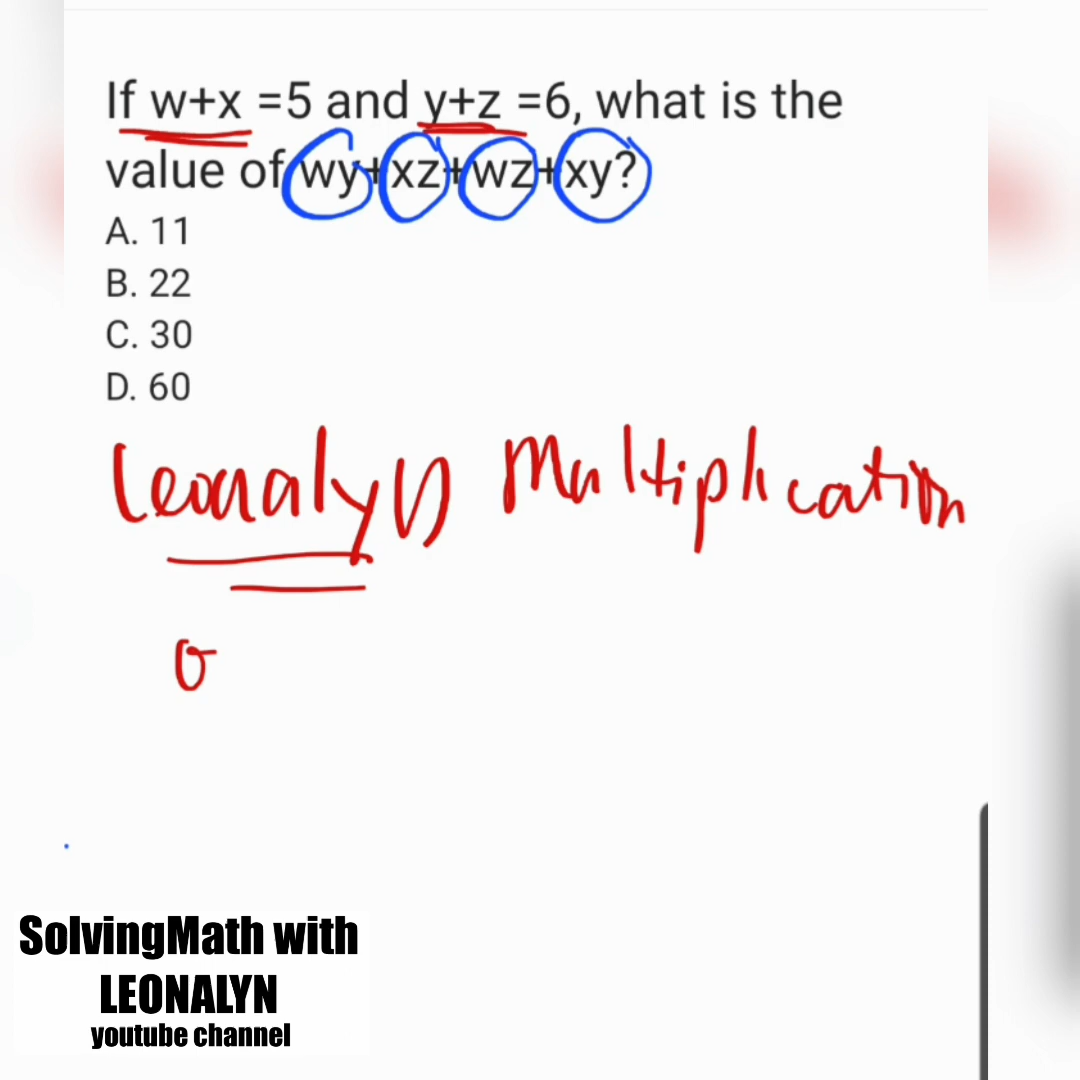 If w+x =5 and y+z =6, what is the
value of wy+xz+wz+xy?
A. 11
B. 22
C. 30
D. 60
leonalyn Multiplication
SolvingMath with
LEONALYN
youtube channel